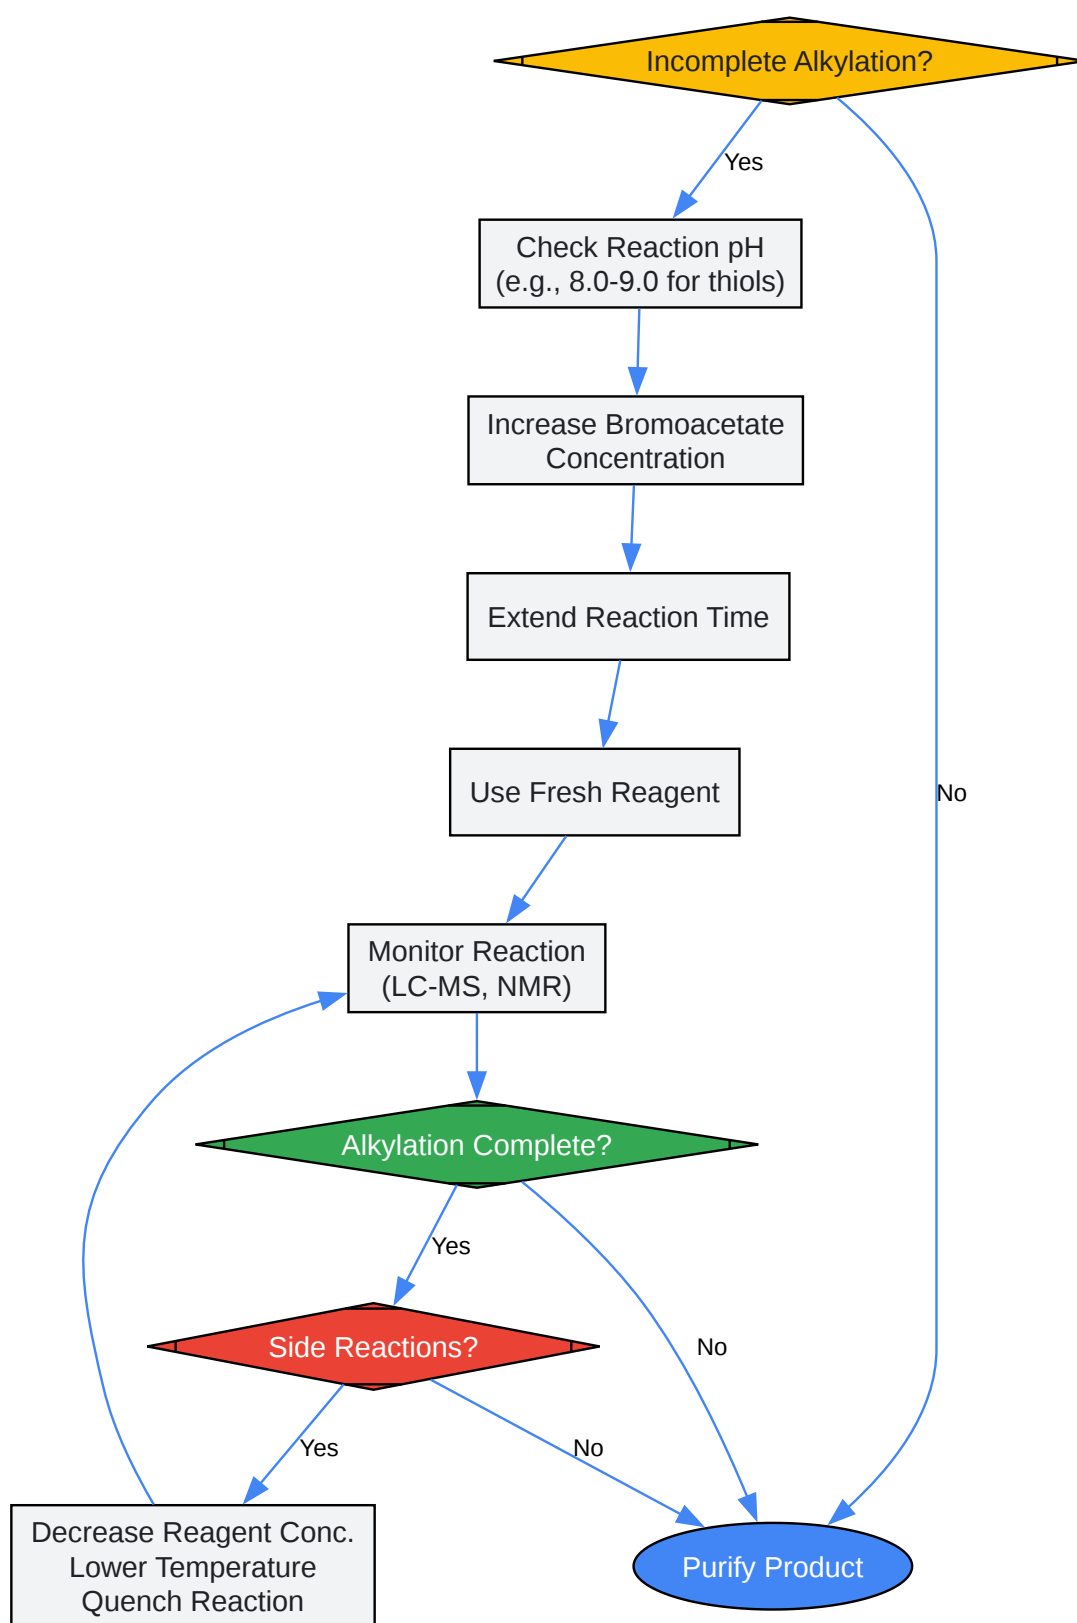 Incomplete Alkylation?
Yes
Check Reaction pH
(e.g., 8.0-9.0 for thiols)
Increase Bromoacetate
Concentration
Extend Reaction Time
Use Fresh Reagent
No
Monitor Reaction
(LC-MS, NMR)
Alkylation Complete?
Yes
Side Reactions?
No
Yes
No
Decrease Reagent Conc.
Lower Temperature
Quench Reaction
Purify Product